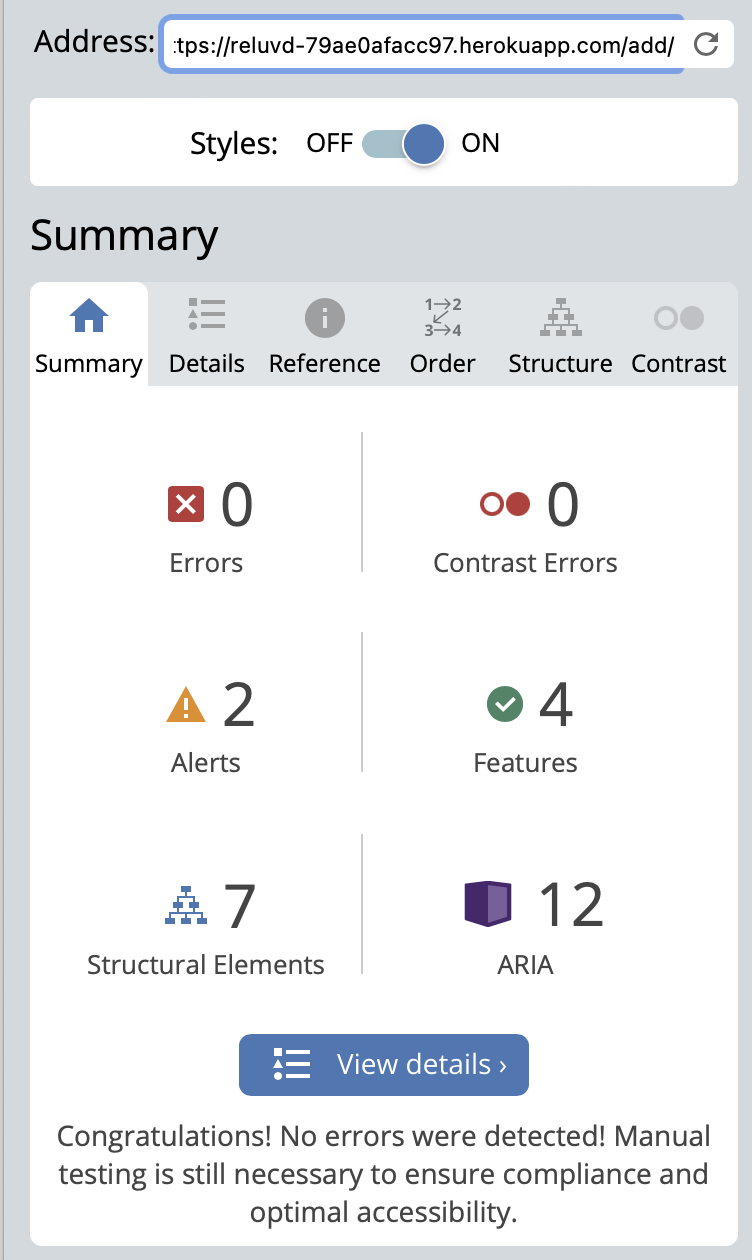 Address: ttps://reluvd-79ae0afacc97.herokuapp.com/add/
Styles: OFF ON
Summary
1→2
3→4
Summary Details Reference Order Structure Contrast
0 0
Errors Contrast Errors
2 4
Alerts Features
7 12
Structural Elements ARIA
View details ›
Congratulations! No errors were detected! Manual
testing is still necessary to ensure compliance and
optimal accessibility.